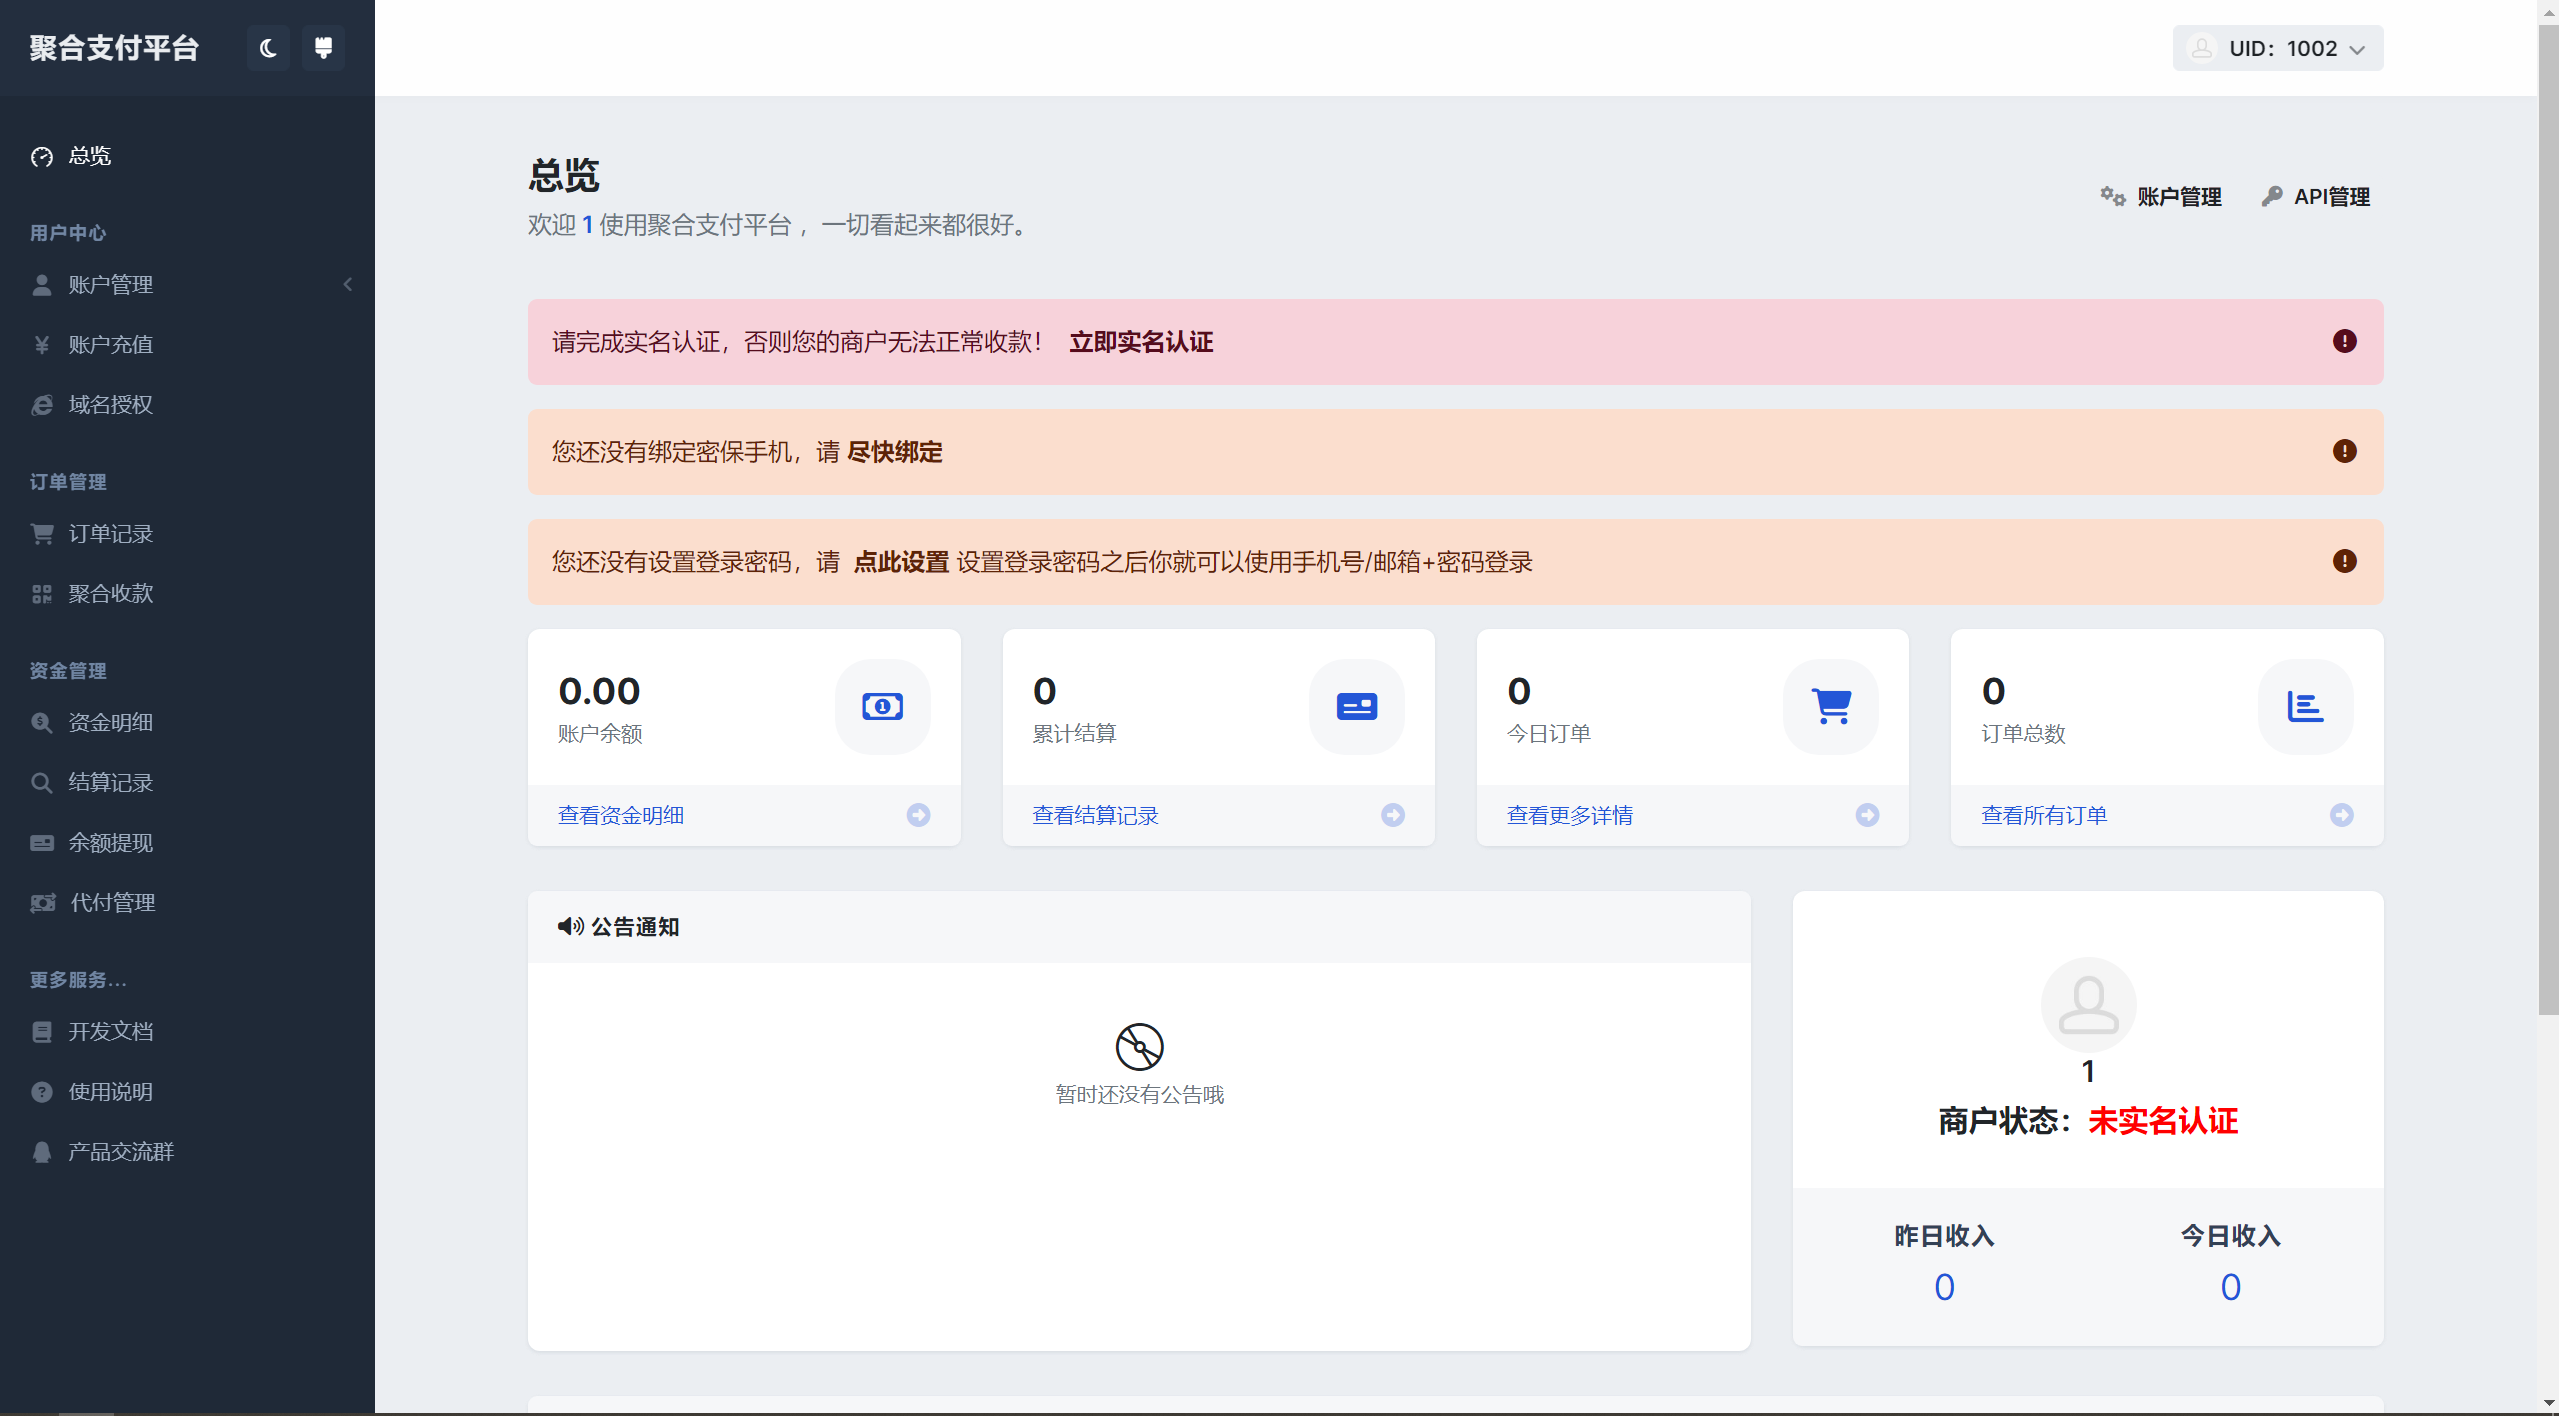 聚合支付平台
UID：1002
总览
用户中心
账户管理
账户充值
域名授权
订单管理
订单记录
聚合收款
资金管理
资金明细
结算记录
余额提现
代付管理
更多服务...
开发文档
使用说明
产品交流群
总览
欢迎 1 使用聚合支付平台 ，一切看起来都很好。
账户管理
API管理
请完成实名认证，否则您的商户无法正常收款！ 立即实名认证
您还没有绑定密保手机，请 尽快绑定
您还没有设置登录密码，请 点此设置 设置登录密码之后你就可以使用手机号/邮箱+密码登录
0.00
账户余额
查看资金明细
0
累计结算
查看结算记录
0
今日订单
查看更多详情
0
订单总数
查看所有订单
公告通知
暂时还没有公告哦
1
商户状态：未实名认证
昨日收入
0
今日收入
0